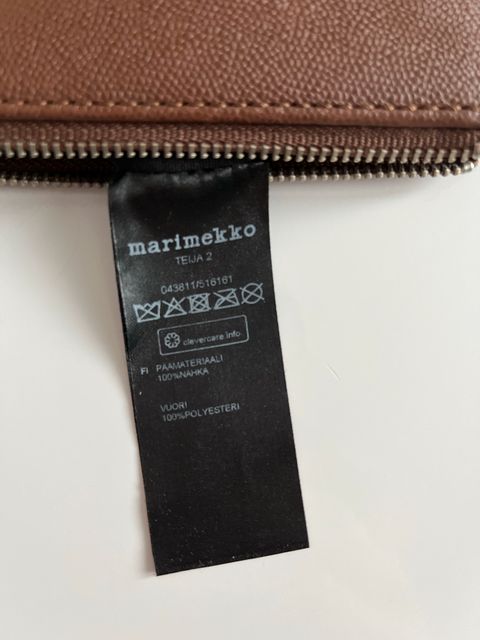 marimekko
TEIJA 2
043811/516161
clevercare.info
FI PÄÄMATERIAALI
100%NAHKA
VUORI
100%POLYESTERI